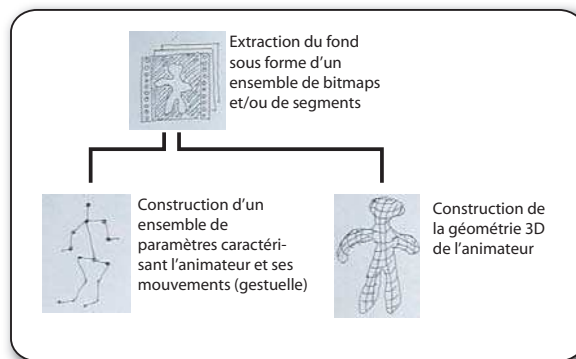 Extraction du fond
sous forme d'un
ensemble de bitmaps
et/ou de segments
Construction d'un
ensemble de
paramètres caractéri-
sant l'animateur et ses
mouvements (gestuelle)
Construction de
la géométrie 3D
de l'animateur